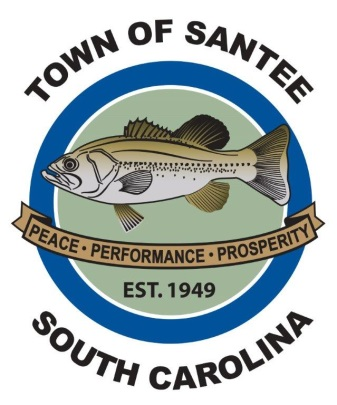 TOWN OF SANTEE
PEACE • PERFORMANCE • PROSPERITY
EST. 1949
SOUTH CAROLINA